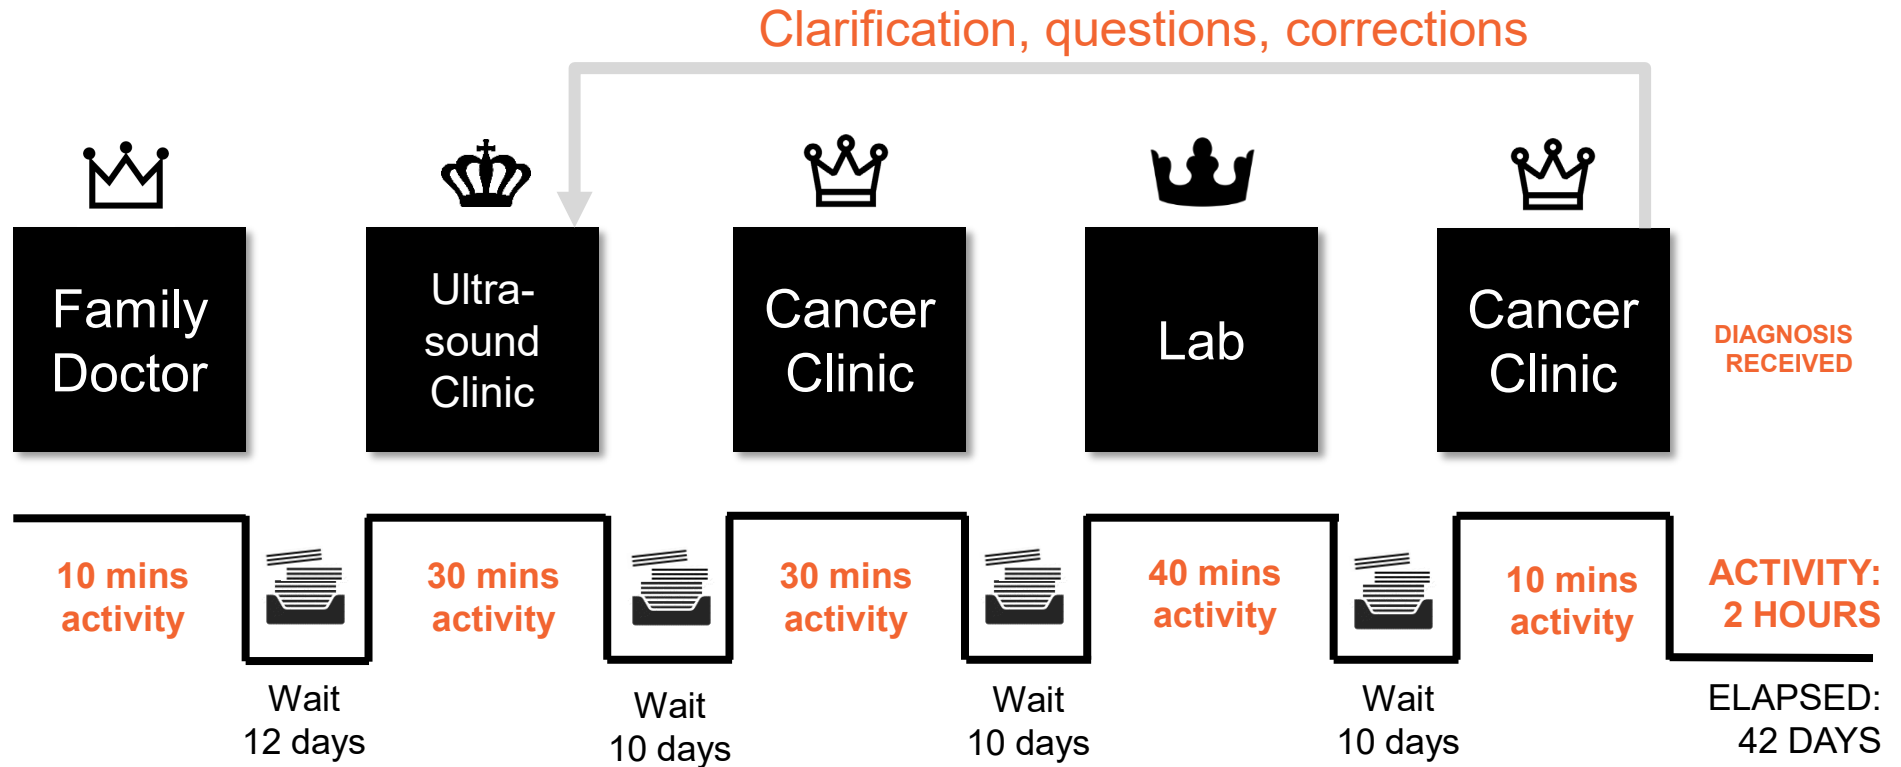 Clarification, questions, corrections
Family
Doctor
Ultra-
sound
Clinic
Cancer
Clinic
Lab
Cancer
Clinic
DIAGNOSIS
RECEIVED
10 mins
activity
30 mins
activity
30 mins
activity
40 mins
activity
10 mins
activity
ACTIVITY:
2 HOURS
Wait
12 days
Wait
10 days
Wait
10 days
Wait
10 days
ELAPSED:
42 DAYS